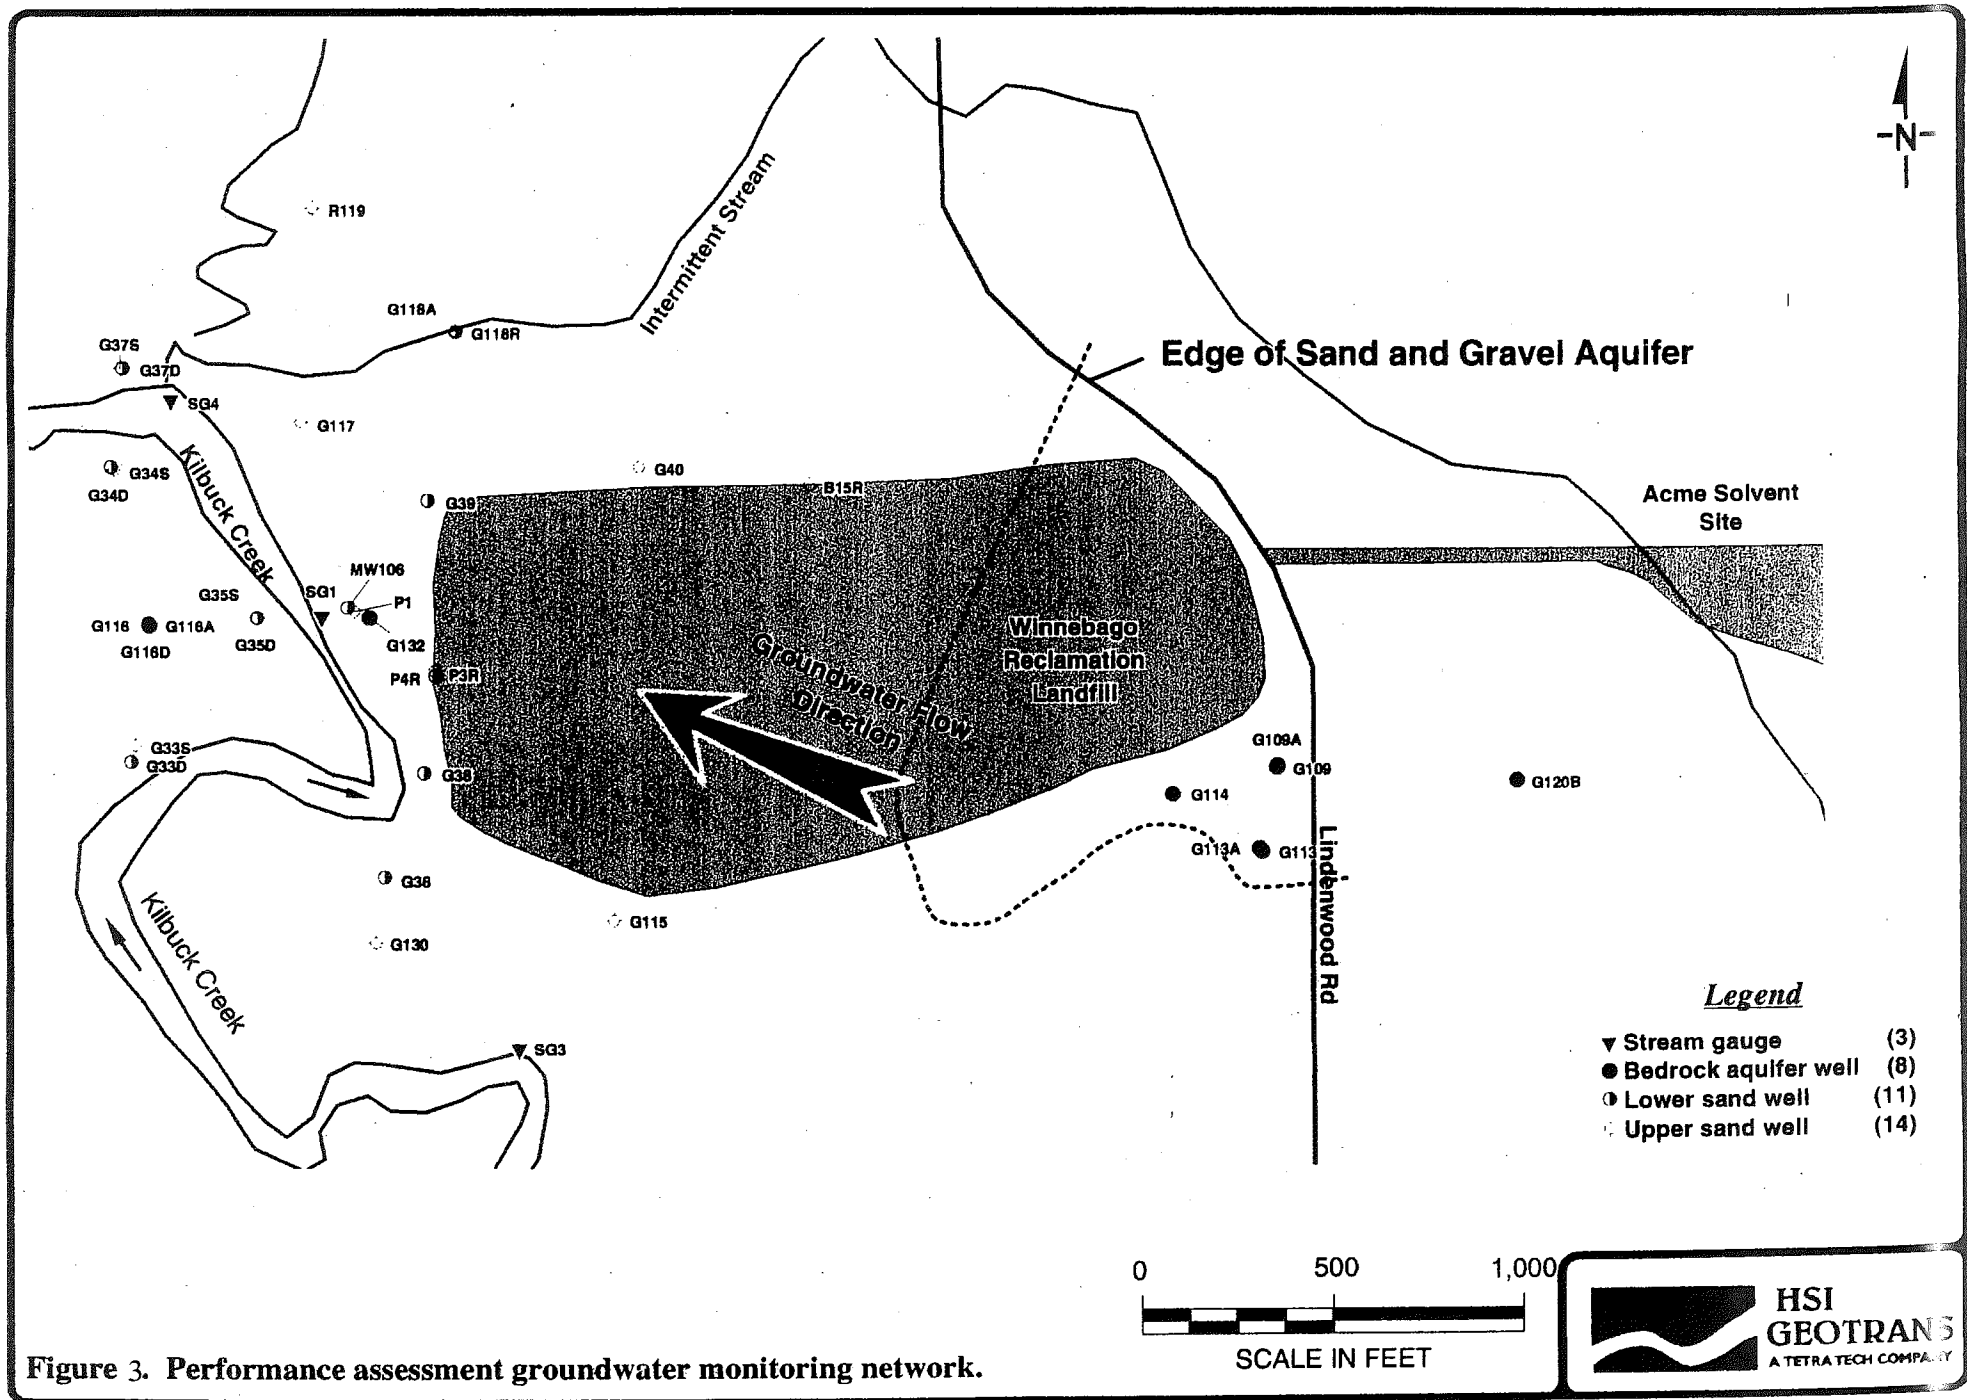 N
R119
Intermittent Stream
G118A
G118R
G37S
G37D
SG4
Edge of Sand and Gravel Aquifer
G117
G34S
G34D
Kilbuck Creek
G40
B15R
G39
Acme Solvent
Site
MW106
P1
SG1
G35S
G35D
G116
G116A
G116D
G132
P4R
P3R
Groundwater Flow
Direction
Winnebago
Reclamation
Landfill
G33S
G33D
G109A
G109
G114
G120B
G113A
G113
G38
Lindenwood Rd
G115
G130
Kilbuck Creek
SG3
Legend
Stream gauge (3)
Bedrock aquifer well (8)
Lower sand well (11)
Upper sand well (14)
0 500 1,000
SCALE IN FEET
HSI
GEOTRANS
A TETRA TECH COMPANY
Figure 3. Performance assessment groundwater monitoring network.